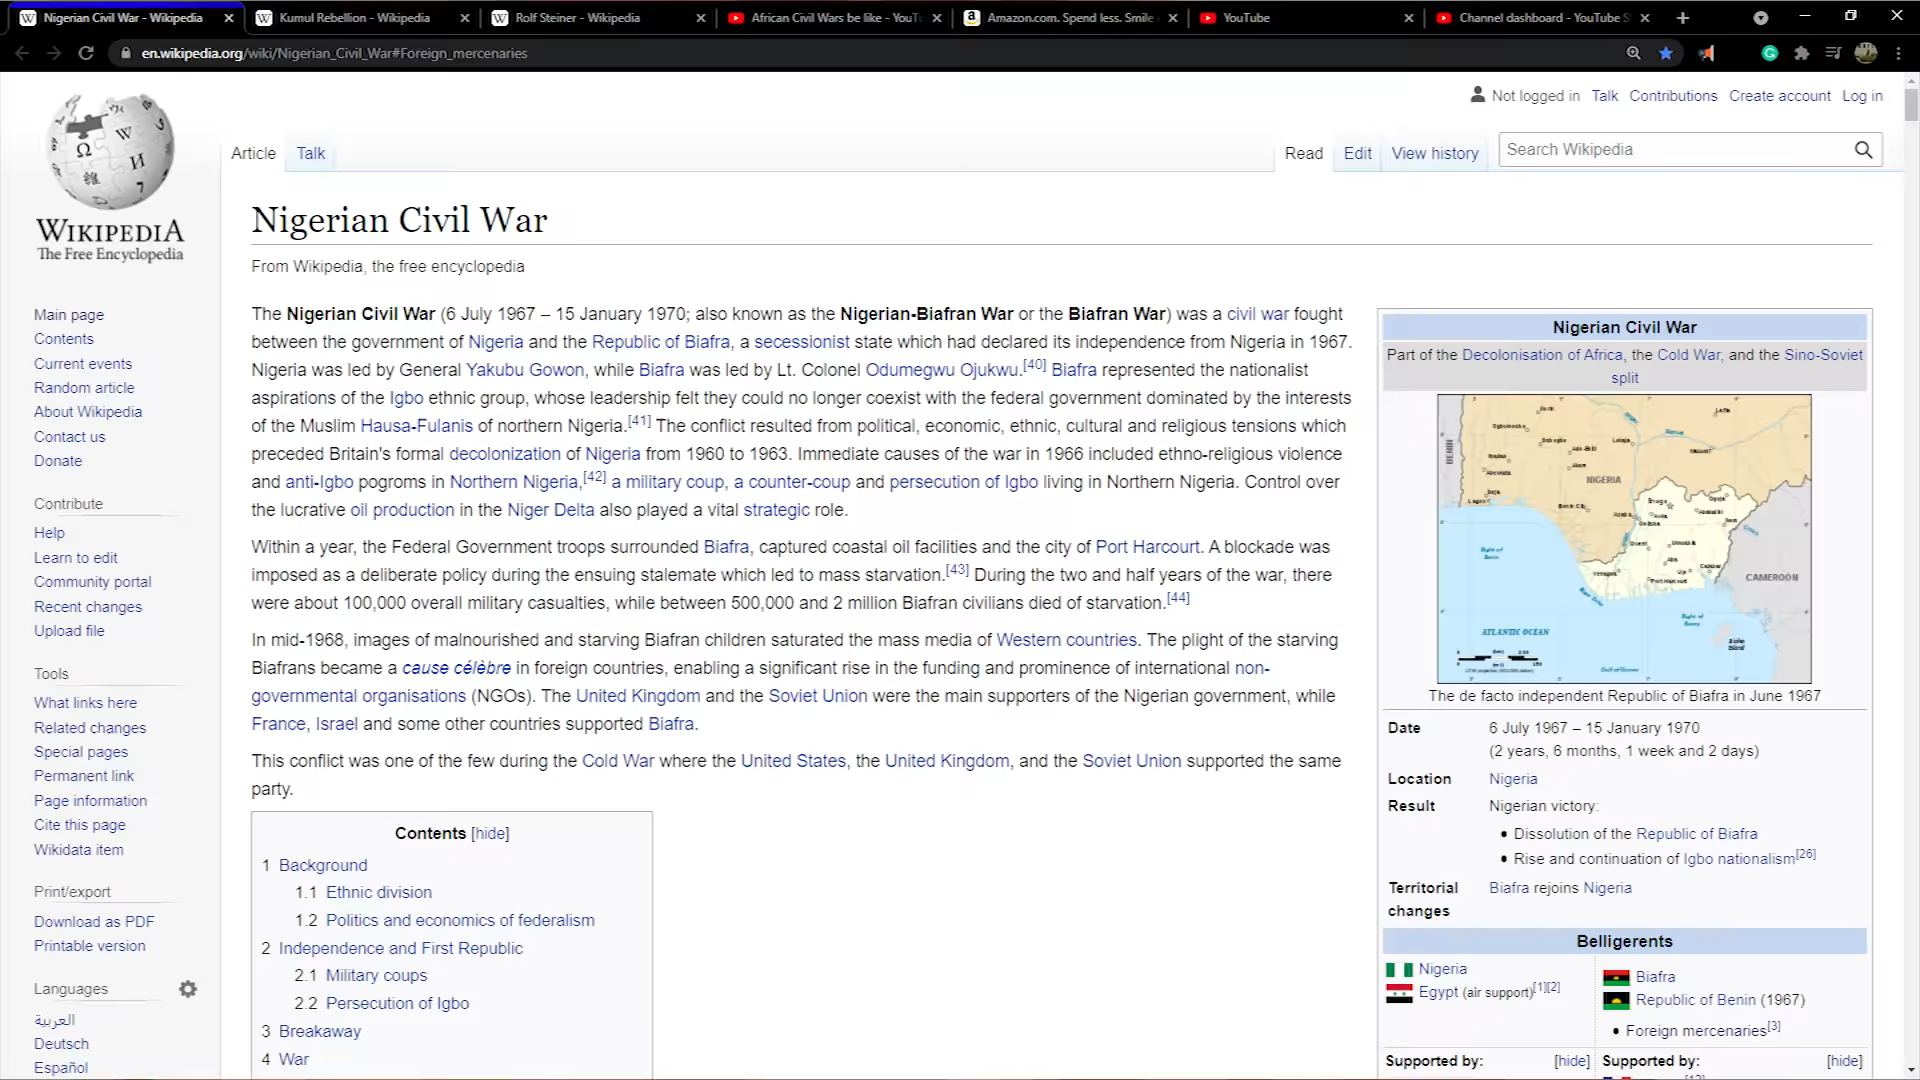 Nigerian Civil War - Wikipedia
Kumul Rebellion - Wikipedia
Rolf Steiner - Wikipedia
African Civil Wars be like - YouT
Amazon.com. Spend less. Smile
YouTube
Channel dashboard - YouTube S
en.wikipedia.org/wiki/Nigerian_Civil_War#Foreign_mercenaries
Not logged in Talk Contributions Create account Log in
Article Talk
Read Edit View history
Search Wikipedia
WIKIPEDIA
The Free Encyclopedia
Main page
Contents
Current events
Random article
About Wikipedia
Contact us
Donate
Contribute
Help
Learn to edit
Community portal
Recent changes
Upload file
Tools
What links here
Related changes
Special pages
Permanent link
Page information
Cite this page
Wikidata item
Print/export
Download as PDF
Printable version
Languages
العربية
Deutsch
Español
Nigerian Civil War
From Wikipedia, the free encyclopedia
The Nigerian Civil War (6 July 1967 – 15 January 1970; also known as the Nigerian-Biafran War or the Biafran War) was a civil war fought
between the government of Nigeria and the Republic of Biafra, a secessionist state which had declared its independence from Nigeria in 1967.
Nigeria was led by General Yakubu Gowon, while Biafra was led by Lt. Colonel Odumegwu Ojukwu.[40] Biafra represented the nationalist
aspirations of the Igbo ethnic group, whose leadership felt they could no longer coexist with the federal government dominated by the interests
of the Muslim Hausa-Fulanis of northern Nigeria.[41] The conflict resulted from political, economic, ethnic, cultural and religious tensions which
preceded Britain's formal decolonization of Nigeria from 1960 to 1963. Immediate causes of the war in 1966 included ethno-religious violence
and anti-Igbo pogroms in Northern Nigeria,[42] a military coup, a counter-coup and persecution of Igbo living in Northern Nigeria. Control over
the lucrative oil production in the Niger Delta also played a vital strategic role.
Within a year, the Federal Government troops surrounded Biafra, captured coastal oil facilities and the city of Port Harcourt. A blockade was
imposed as a deliberate policy during the ensuing stalemate which led to mass starvation.[43] During the two and half years of the war, there
were about 100,000 overall military casualties, while between 500,000 and 2 million Biafran civilians died of starvation.[44]
In mid-1968, images of malnourished and starving Biafran children saturated the mass media of Western countries. The plight of the starving
Biafrans became a cause célèbre in foreign countries, enabling a significant rise in the funding and prominence of international non-
governmental organisations (NGOs). The United Kingdom and the Soviet Union were the main supporters of the Nigerian government, while
France, Israel and some other countries supported Biafra.
This conflict was one of the few during the Cold War where the United States, the United Kingdom, and the Soviet Union supported the same
party.
Contents [hide]
1 Background
1.1 Ethnic division
1.2 Politics and economics of federalism
2 Independence and First Republic
2.1 Military coups
2.2 Persecution of Igbo
3 Breakaway
4 War
Nigerian Civil War
Part of the Decolonisation of Africa, the Cold War, and the Sino-Soviet
split
BENIN
NIGERIA
CAMEROON
ATLANTIC OCEAN
The de facto independent Republic of Biafra in June 1967
Date 6 July 1967 – 15 January 1970
(2 years, 6 months, 1 week and 2 days)
Location Nigeria
Result Nigerian victory:
• Dissolution of the Republic of Biafra
• Rise and continuation of Igbo nationalism[26]
Territorial Biafra rejoins Nigeria
changes
Belligerents
Nigeria
Egypt (air support)[1][2]
Biafra
Republic of Benin (1967)
• Foreign mercenaries[3]
Supported by: [hide]
Supported by: [hide]